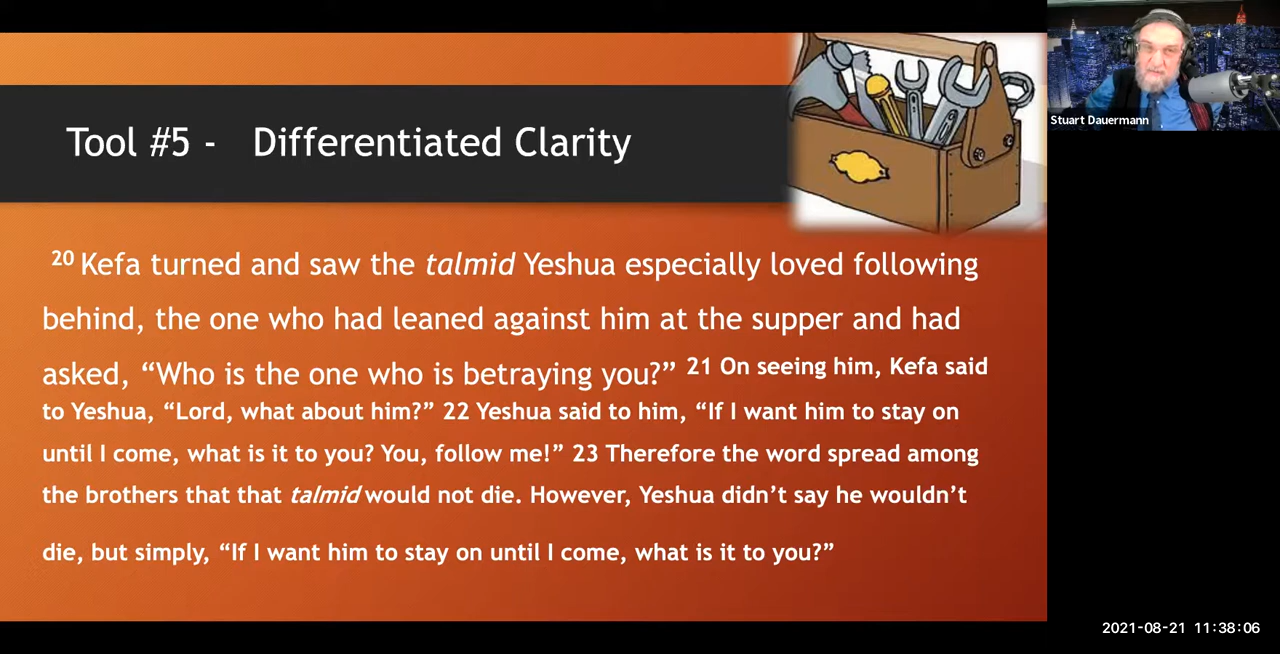 Tool #5 - Differentiated Clarity
Stuart Dauermann
20 Kefa turned and saw the talmid Yeshua especially loved following
behind, the one who had leaned against him at the supper and had
asked, “Who is the one who is betraying you?” 21 On seeing him, Kefa said
to Yeshua, “Lord, what about him?” 22 Yeshua said to him, “If I want him to stay on
until I come, what is it to you? You, follow me!” 23 Therefore the word spread among
the brothers that that talmid would not die. However, Yeshua didn’t say he wouldn’t
die, but simply, “If I want him to stay on until I come, what is it to you?”
2021-08-21 11:38:06